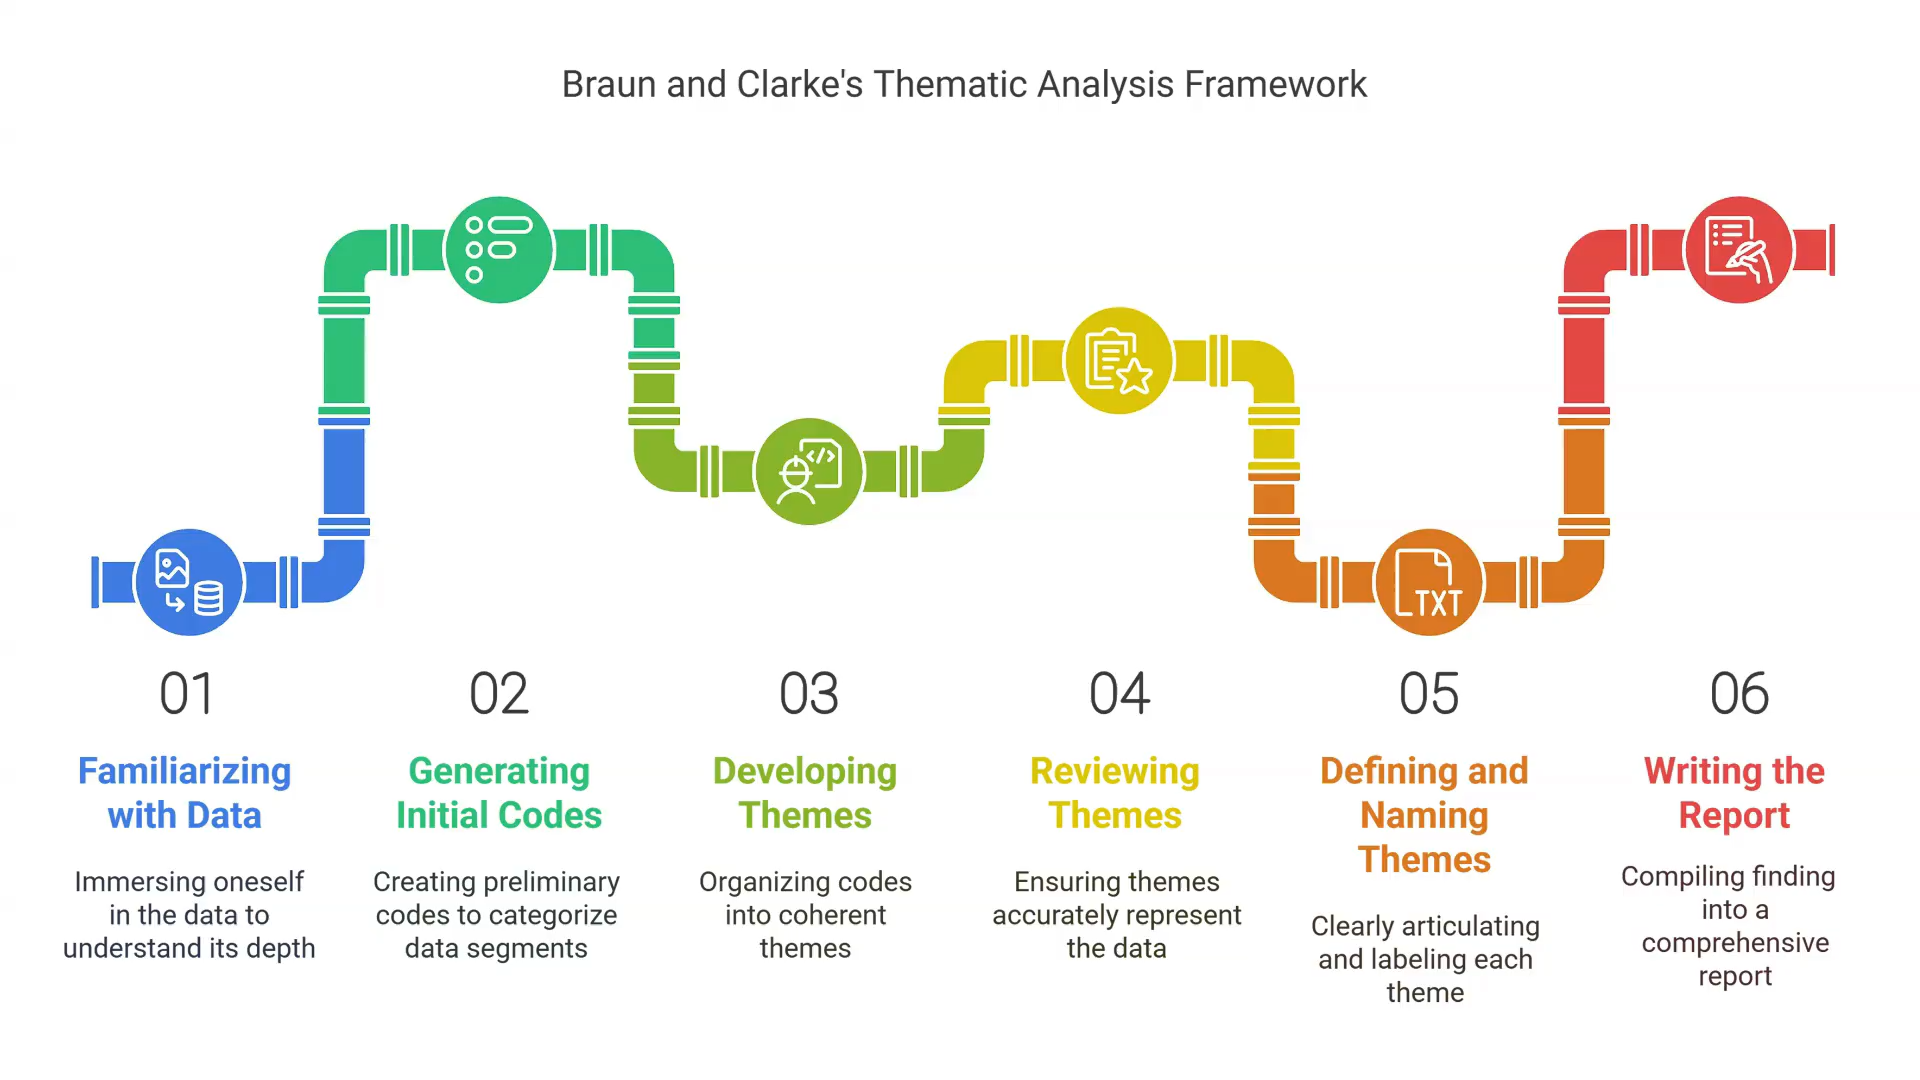 Braun and Clarke's Thematic Analysis Framework
</>
TXT
01
Familiarizing
with Data
Immersing oneself
in the data to
understand its depth
02
Generating
Initial Codes
Creating preliminary
codes to categorize
data segments
03
Developing
Themes
Organizing codes
into coherent
themes
04
Reviewing
Themes
Ensuring themes
accurately represent
the data
05
Defining and
Naming
Themes
Clearly articulating
and labeling each
theme
06
Writing the
Report
Compiling finding
into a
comprehensive
report